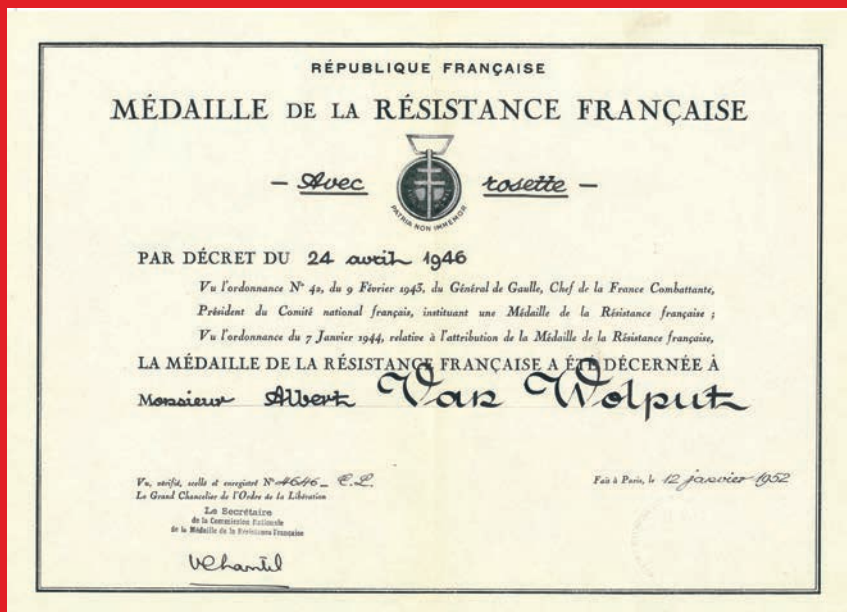 RÉPUBLIQUE FRANÇAISE
MÉDAILLE DE LA RÉSISTANCE FRANÇAISE
— Avec rosette —
PATRIA NON IMMEMOR
PAR DÉCRET DU 24 avril 1946
Vu l'ordonnance N° 42, du 9 Février 1943, du Général de Gaulle, Chef de la France Combattante,
Président du Comité national français, instituant une Médaille de la Résistance française ;
Vu l'ordonnance du 7 Janvier 1944, relative à l'attribution de la Médaille de la Résistance française,
LA MÉDAILLE DE LA RÉSISTANCE FRANÇAISE A ÉTÉ DÉCERNÉE À
Monsieur Albert Van Wolput
Vu, vérifié, scellé et enregistré N° 4646 - E.L.
Le Grand Chancelier de l'Ordre de la Libération
Fait à Paris, le 12 janvier 1952
Le Secrétaire
de la Commission Nationale
de la Médaille de la Résistance Française